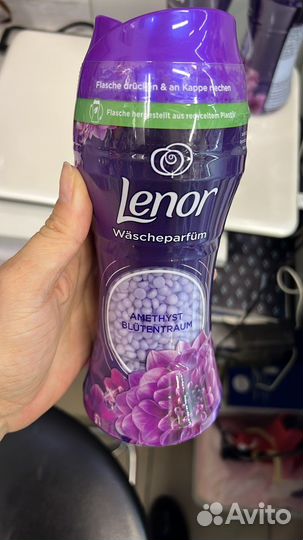 Flasche drücken & an Kappe riechen
Flasche hergestellt aus recyceltem Plastik
Lenor
Wäscheparfüm
AMETHYST
BLÜTENTRAUM
Avito